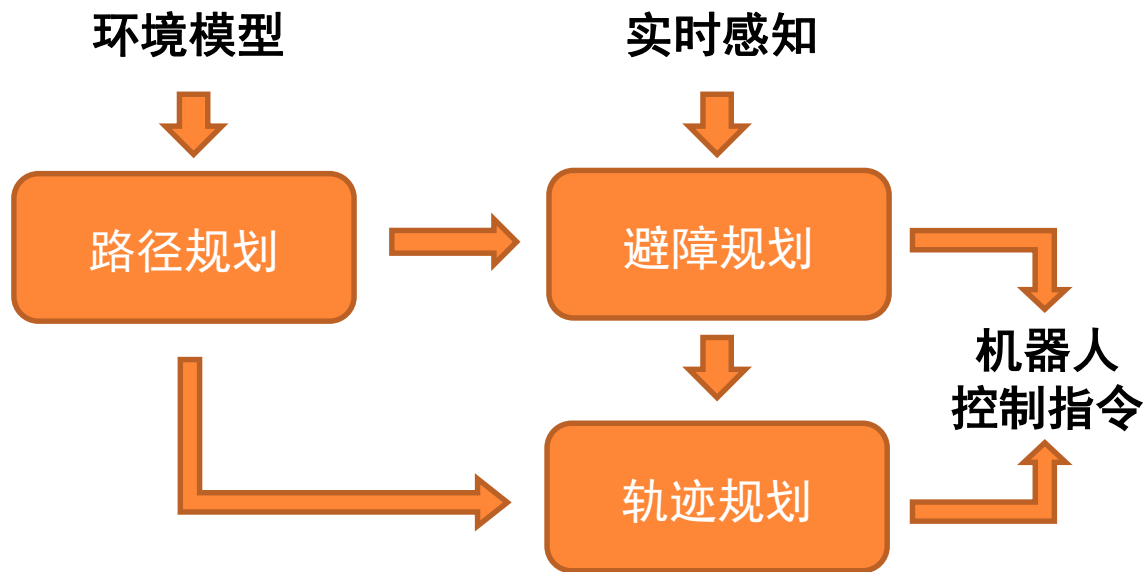 环境模型
实时感知
路径规划
避障规划
机器人
控制指令
轨迹规划